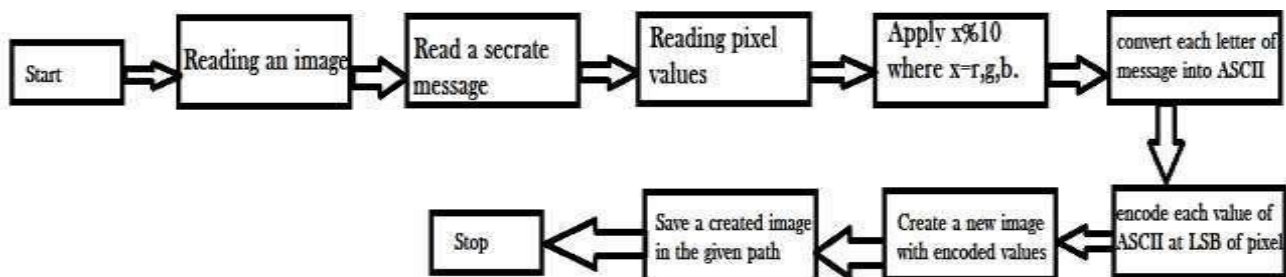 Start
Reading an image
Read a secrate
message
Reading pixel
values
Apply x%10
where x=r,g,b.
convert each letter of
message into ASCII
encode each value of
ASCII at LSB of pixel
Create a new image
with encoded values
Save a created image
in the given path
Stop